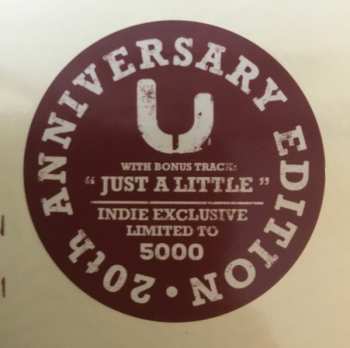 20th ANNIVERSARY EDITION •
U
WITH BONUS TRACK:
“ JUST A LITTLE ”
INDIE EXCLUSIVE
LIMITED TO
5000